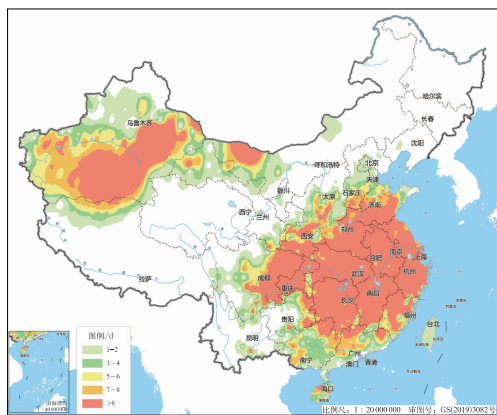 哈尔滨
长春
乌鲁木齐
沈阳
呼和浩特
北京
天津
银川
石家庄
太原
济南
西宁
兰州
郑州
西安
南京
合肥
上海
拉萨
成都
武汉
杭州
重庆
南昌
长沙
贵阳
福州
昆明
台北
图例/d
1-2
3-4
5-6
7-8
>8
广州
南宁
香港
澳门
海口
南海诸岛
1:40 000 000
比例尺：1：20 000 000 审图号：GS(2019)3082号